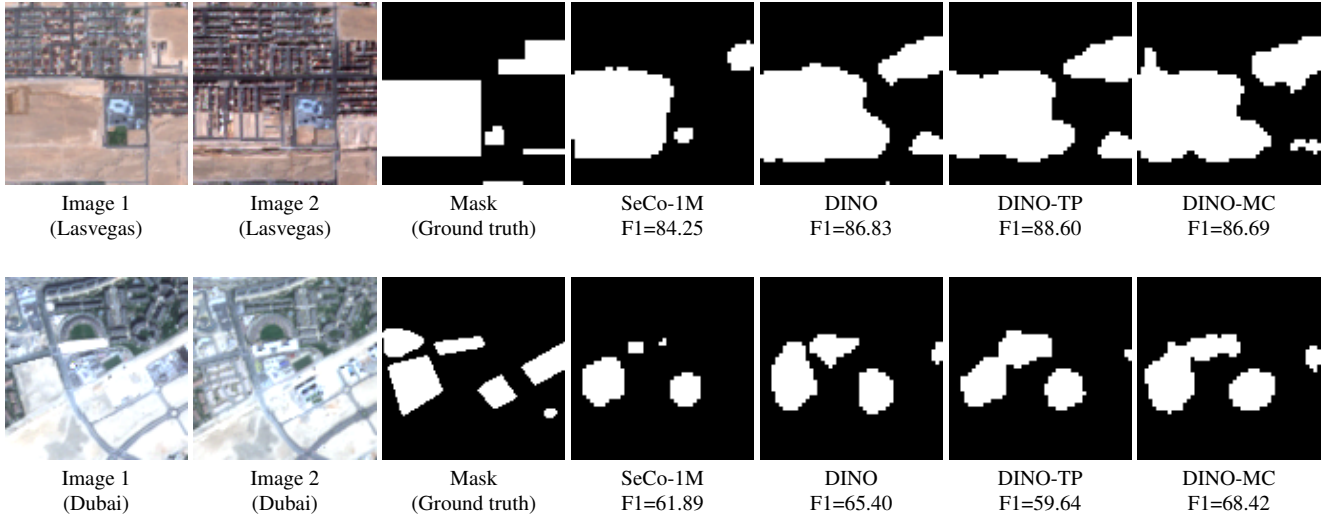 Image 1
(Lasvegas)
Image 2
(Lasvegas)
Mask
(Ground truth)
SeCo-1M
F1=84.25
DINO
F1=86.83
DINO-TP
F1=88.60
DINO-MC
F1=86.69
Image 1
(Dubai)
Image 2
(Dubai)
Mask
(Ground truth)
SeCo-1M
F1=61.89
DINO
F1=65.40
DINO-TP
F1=59.64
DINO-MC
F1=68.42